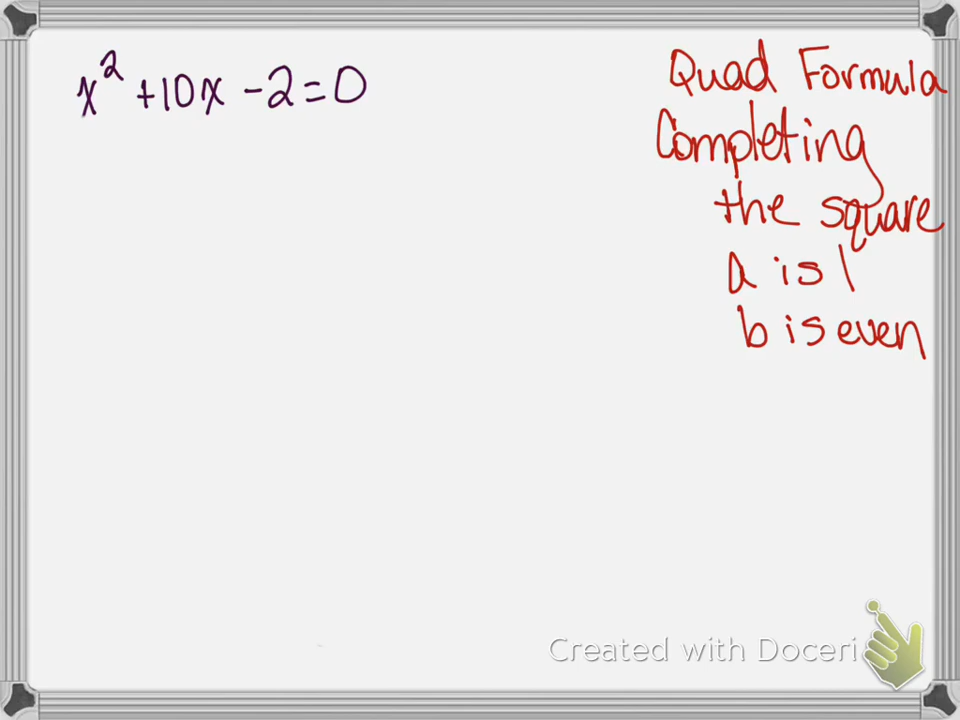 x² +10x -2=0
Quad Formula
Completing
the square
a is 1
b is even
Created with Doceri